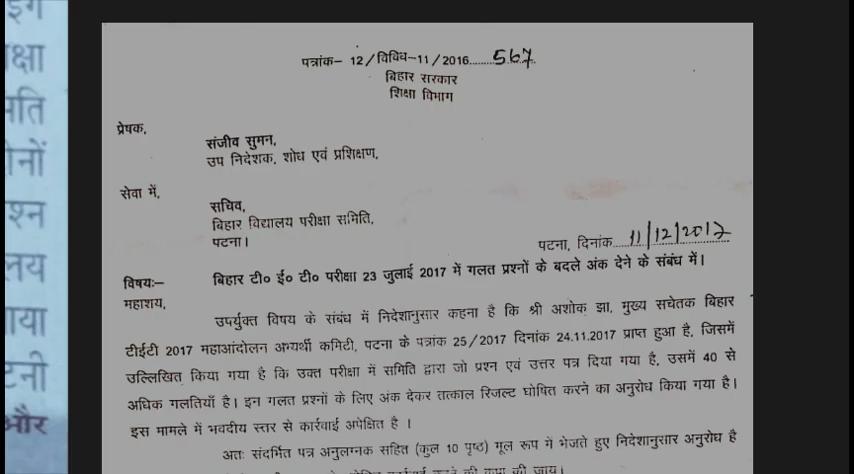 इग
क्षा
मति
ोनों
श्न
लय
ाया
टनी
और
पत्रांक- 12/विविध-11/2016.......567..
बिहार सरकार
शिक्षा विभाग
प्रेषक,
संजीव सुमन,
उप निदेशक, शोध एवं प्रशिक्षण,
सेवा में,
सचिव,
बिहार विद्यालय परीक्षा समिति,
पटना।
पटना, दिनांक...11/12/2017
विषयः- बिहार टी० ई० टी० परीक्षा 23 जुलाई 2017 में गलत प्रश्नों के बदले अंक देने के संबंध में।
महाशय,
उपर्युक्त विषय के संबंध में निदेशानुसार कहना है कि श्री अशोक झा, मुख्य सचेतक बिहार
टीईटी 2017 महाआंदोलन अभ्यर्थी कमिटी, पटना के पत्रांक 25/2017 दिनांक 24.11.2017 प्राप्त हुआ है, जिसमें
उल्लिखित किया गया है कि उक्त परीक्षा में समिति द्वारा जो प्रश्न एवं उत्तर पत्र दिया गया है, उसमें 40 से
अधिक गलतियाँ है। इन गलत प्रश्नों के लिए अंक देकर तत्काल रिजल्ट घोषित करने का अनुरोध किया गया है।
इस मामले में भवदीय स्तर से कार्रवाई अपेक्षित है ।
अतः संदर्भित पत्र अनुलग्नक सहित (कुल 10 पृष्ठ) मूल रूप में भेजते हुए निदेशानुसार अनुरोध है
करने की कृपा की जाय।